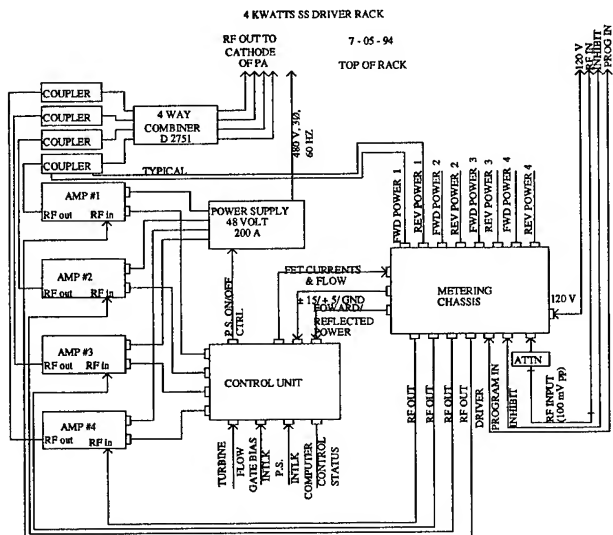 4 KWATTS SS DRIVER RACK
7 - 05 - 94
TOP OF RACK
RF OUT TO
CATHODE
OF PA
120 V
RF IN
INHIBIT
PROG IN
COUPLER
COUPLER
COUPLER
COUPLER
4 WAY
COMBINER
D 2751
480 V, 3Ø,
60 HZ
TYPICAL
AMP #1
RF out
RF in
AMP #2
RF out
RF in
AMP #3
RF out
RF in
AMP #4
RF out
RF in
POWER SUPPLY
48 VOLT
200 A
P.S. ON/OFF
CTRL
FET CURRENTS
& FLOW
± 15/+ 5/ GND
FOWARD/
REFLECTED
POWER
FWD POWER 1
REV POWER 1
FWD POWER 2
REV POWER 2
FWD POWER 3
REV POWER 3
FWD POWER 4
REV POWER 4
METERING
CHASSIS
120 V
ATTN
RF INPUT
(100 mV pp)
CONTROL UNIT
TURBINE
FLOW
GATE BIAS
INTLK
P.S.
INTLK
COMPUTER
CONTROL
STATUS
RF OUT
RF OUT
RF OUT
RF OUT
DRIVER
PROGRAM IN
INHIBIT